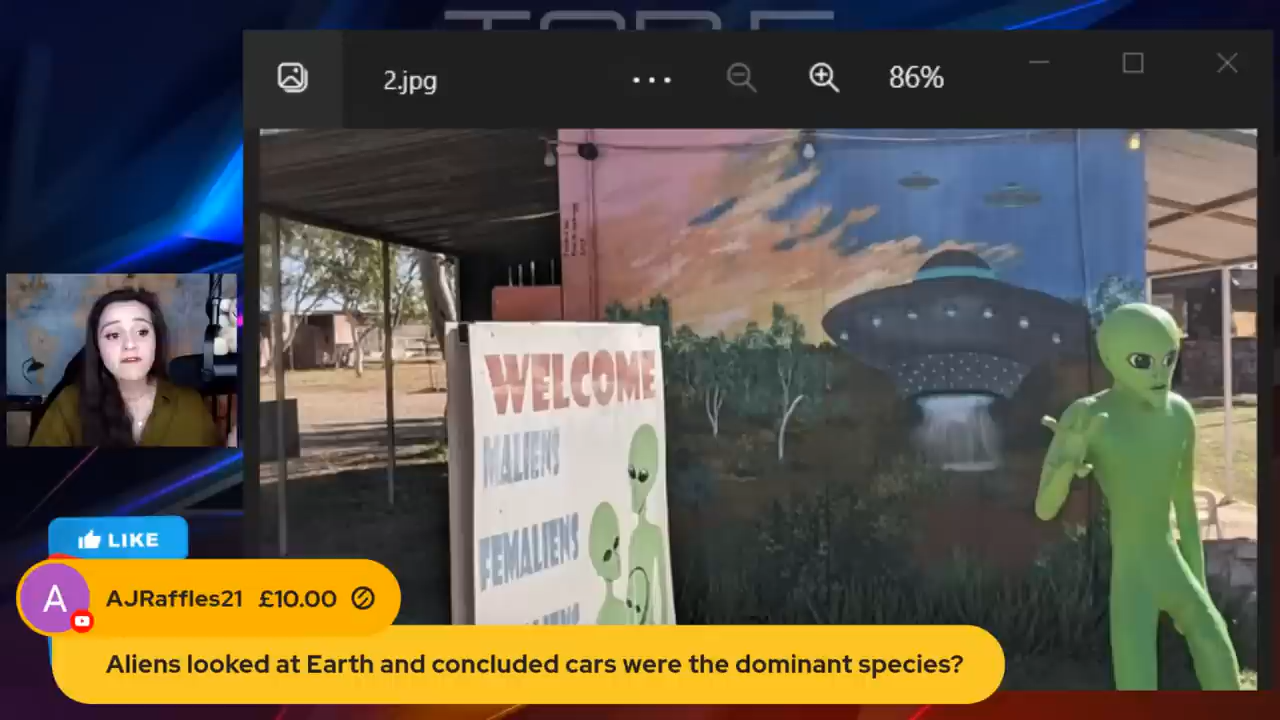 2.jpg
86%
WELCOME
MALIENS
FEMALIENS
LIKE
A
AJRaffles21 £10.00
Aliens looked at Earth and concluded cars were the dominant species?